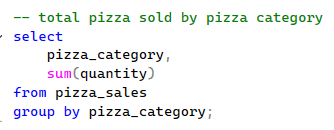 -- total pizza sold by pizza category
select
pizza_category,
sum(quantity)
from pizza_sales
group by pizza_category;